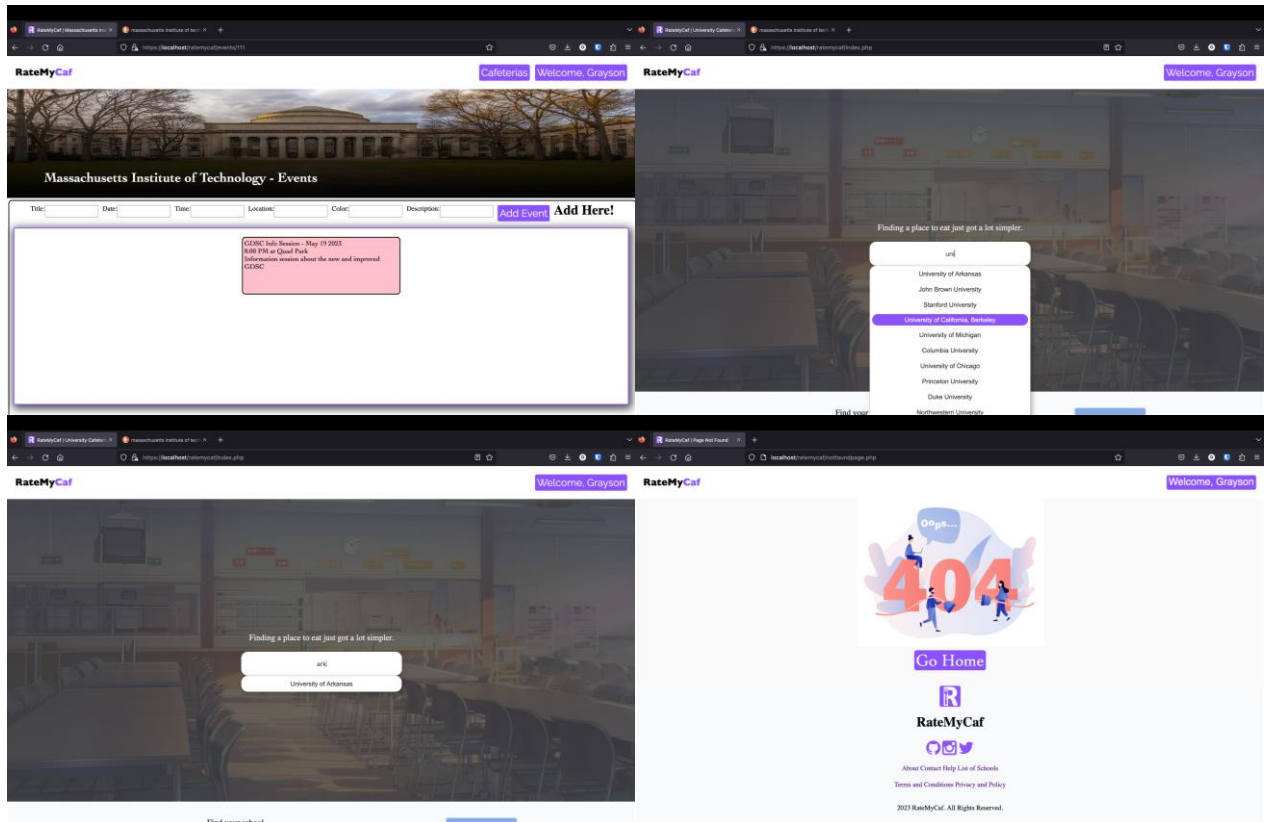 RateMyCaf | Massachusetts Inst
massachusetts institute of tech
https://localhost/ratemycaf/events/111
RateMyCaf
Cafeterias
Welcome, Grayson
Massachusetts Institute of Technology - Events
Title:
Date:
Time:
Location:
Color:
Description:
Add Event
Add Here!
GDSC Info Session - May 19 2023
8:00 PM at Quad Park
Information session about the new and improved
GDSC
RateMyCaf | University Cafeteri
massachusetts institute of tech
https://localhost/ratemycaf/index.php
RateMyCaf
Welcome, Grayson
Finding a place to eat just got a lot simpler.
uni
University of Arkansas
John Brown University
Stanford University
University of California, Berkeley
University of Michigan
Columbia University
University of Chicago
Princeton University
Duke University
Northwestern University
Find your
RateMyCaf | University Cafeteri
massachusetts institute of tech
https://localhost/ratemycaf/index.php
RateMyCaf
Welcome, Grayson
Finding a place to eat just got a lot simpler.
ark
University of Arkansas
Find your school
RateMyCaf | Page Not Found
localhost/ratemycaf/notfoundpage.php
RateMyCaf
Welcome, Grayson
Oops...
404
Go Home
R
RateMyCaf
About Contact Help List of Schools
Terms and Conditions Privacy and Policy
2023 RateMyCaf. All Rights Reserved.